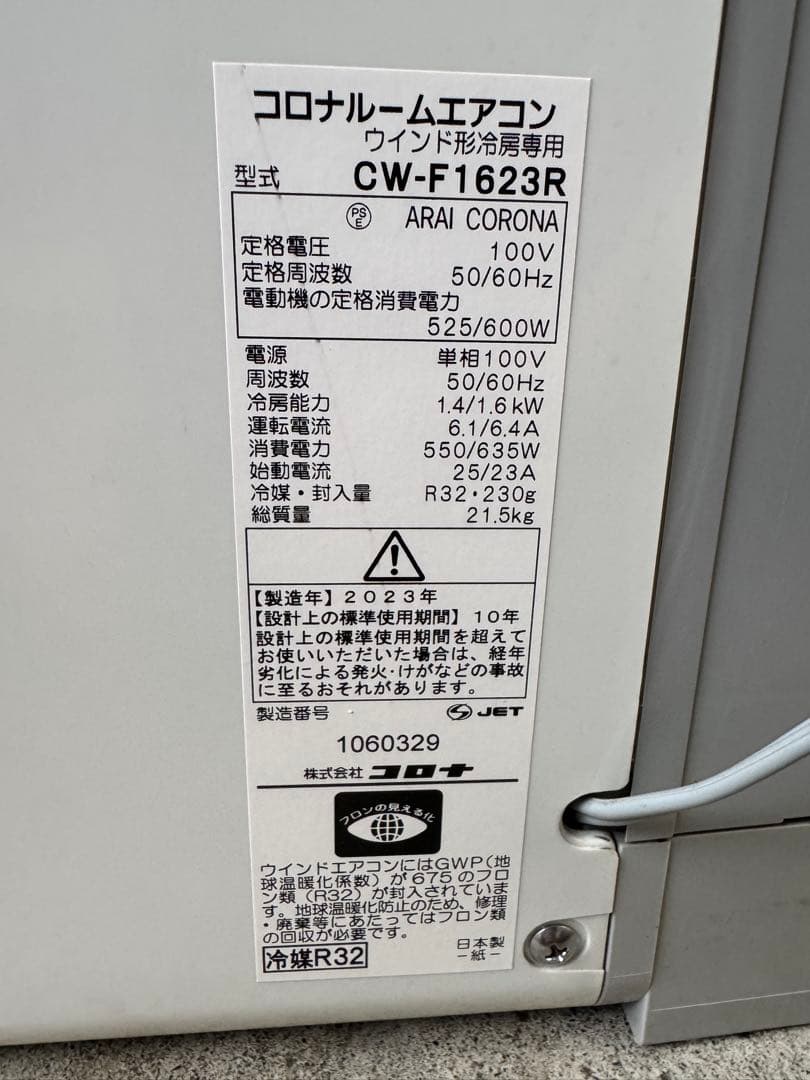 コロナルームエアコン
ウインド形冷房専用
型式 CW-F1623R
PS E ARAI CORONA
定格電圧 100V
定格周波数 50/60Hz
電動機の定格消費電力
525/600W
電源 単相100V
周波数 50/60Hz
冷房能力 1.4/1.6kW
運転電流 6.1/6.4A
消費電力 550/635W
始動電流 25/23A
冷媒・封入量 R32・230g
総質量 21.5kg
【製造年】２０２３年
【設計上の標準使用期間】１０年
設計上の標準使用期間を超えて
お使いいただいた場合は、経年
劣化による発火・けがなどの事故
に至るおそれがあります。
製造番号 JET
1060329
株式会社 コロナ
フロンの見える化
ウインドエアコンにはGWP(地
球温暖化係数）が675のフロ
ン類（R32）が封入されていま
す。地球温暖化防止のため、修理
・廃棄等にあたってはフロン類
の回収が必要です。
冷媒R32 日本製
－紙－